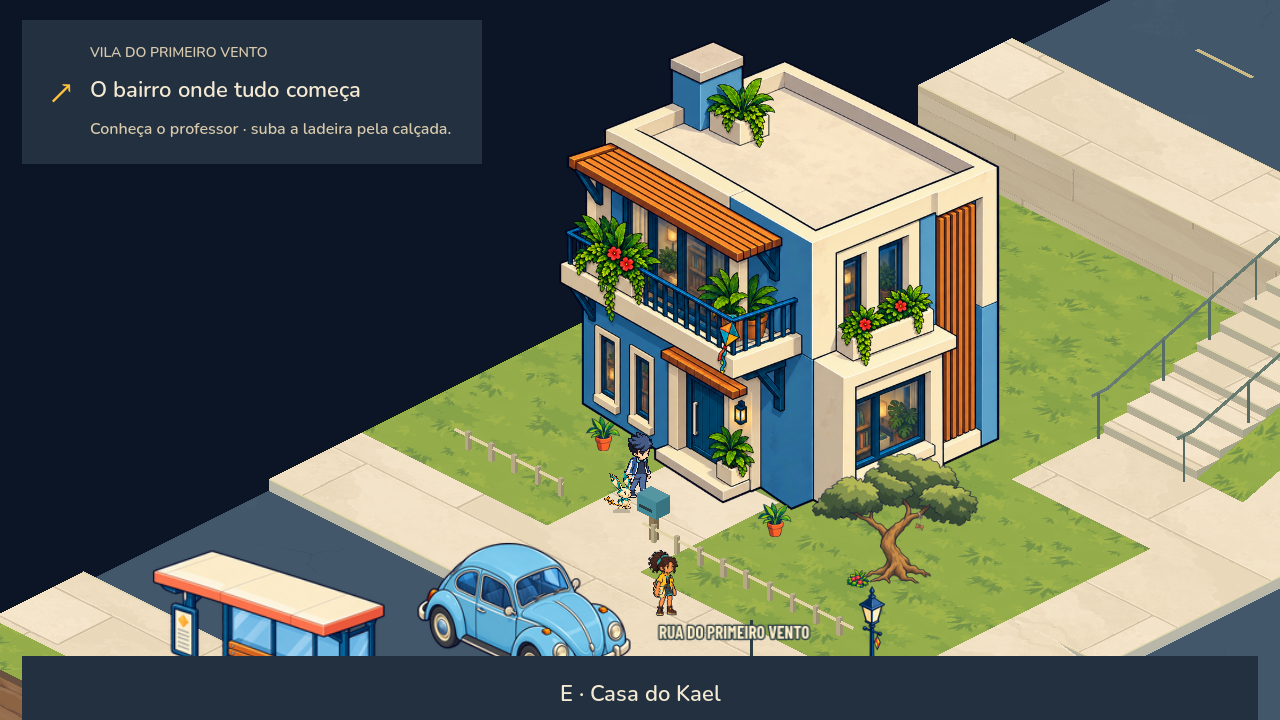 VILA DO PRIMEIRO VENTO
↗ O bairro onde tudo começa
Conheça o professor · suba a ladeira pela calçada.
RUA DO PRIMEIRO VENTO
E · Casa do Kael